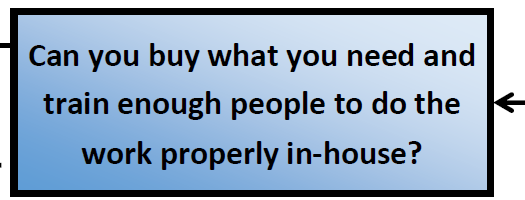 Can you buy what you need and
train enough people to do the
work properly in-house?